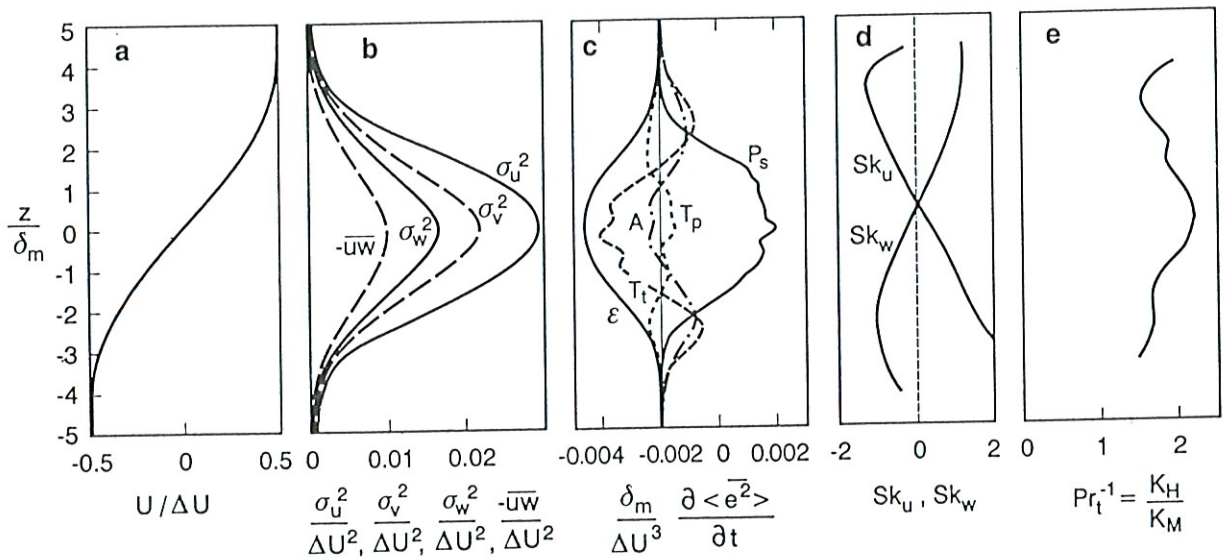 a b c d e
5
4
3
2
1
0
-1
-2
-3
-4
-5
z/δm
-0.5 0 0.5
U/ΔU
σu² σv² σw² -uw̅
0 0.01 0.02
σu²/ΔU², σv²/ΔU², σw²/ΔU², -uw̅/ΔU²
Ps
A Tp
Tt
ε
-0.004 -0.002 0 0.002
δm/ΔU³ ∂<e̅²̅>/∂t
Sku
Skw
-2 0 2
Sku, Skw
0 1 2
Prt⁻¹ = KH/KM